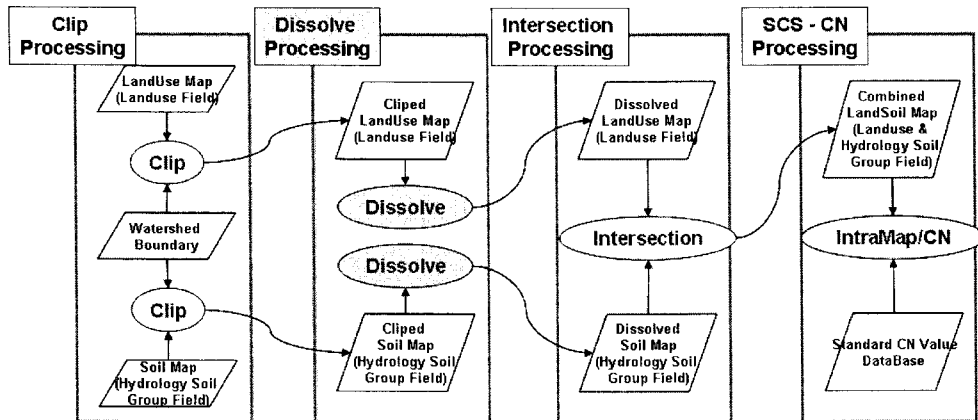 Clip
Processing
LandUse Map
(Landuse Field)
Clip
Watershed
Boundary
Clip
Soil Map
(Hydrology Soil
Group Field)
Dissolve
Processing
Cliped
LandUse Map
(Landuse Field)
Dissolve
Dissolve
Cliped
Soil Map
(Hydrology Soil
Group Field)
Intersection
Processing
Dissolved
LandUse Map
(Landuse Field)
Intersection
Dissolved
Soil Map
(Hydrology Soil
Group Field)
SCS - CN
Processing
Combined
LandSoil Map
(Landuse &
Hydrology Soil
Group Field)
IntraMap/CN
Standard CN Value
DataBase